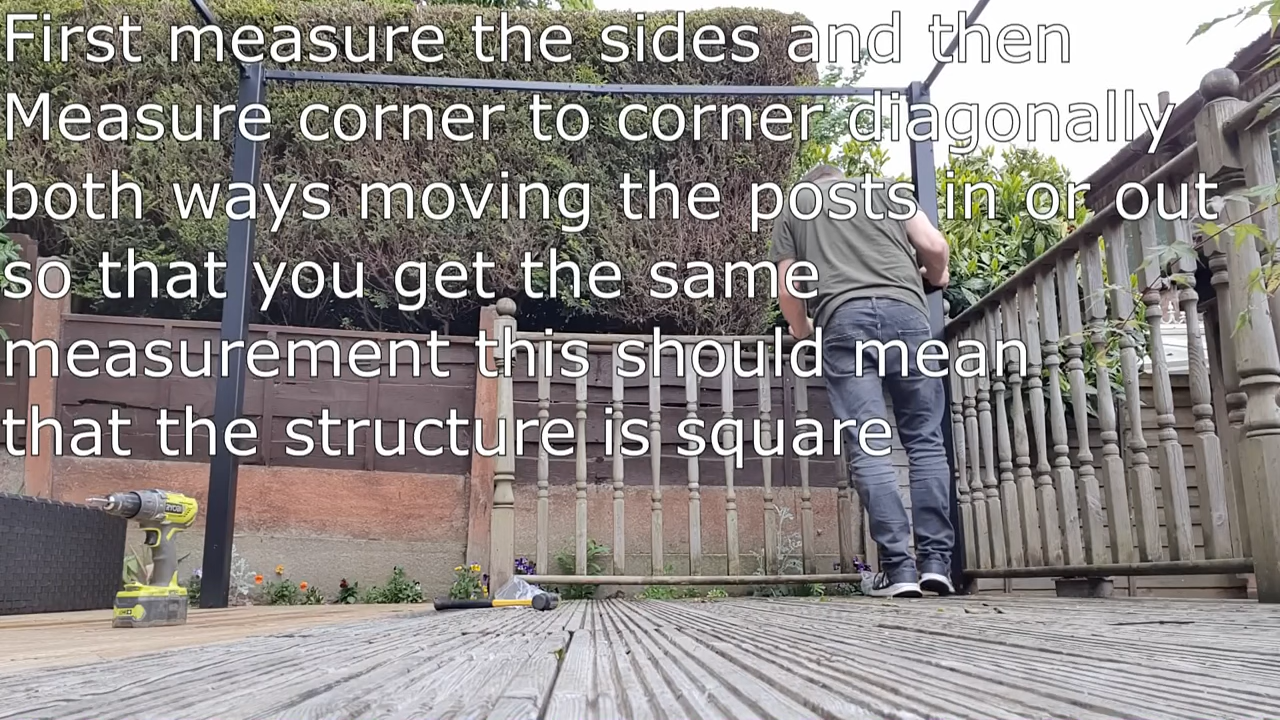 First measure the sides and then
Measure corner to corner diagonally
both ways moving the posts in or out
so that you get the same
measurement this should mean
that the structure is square
RYOBI